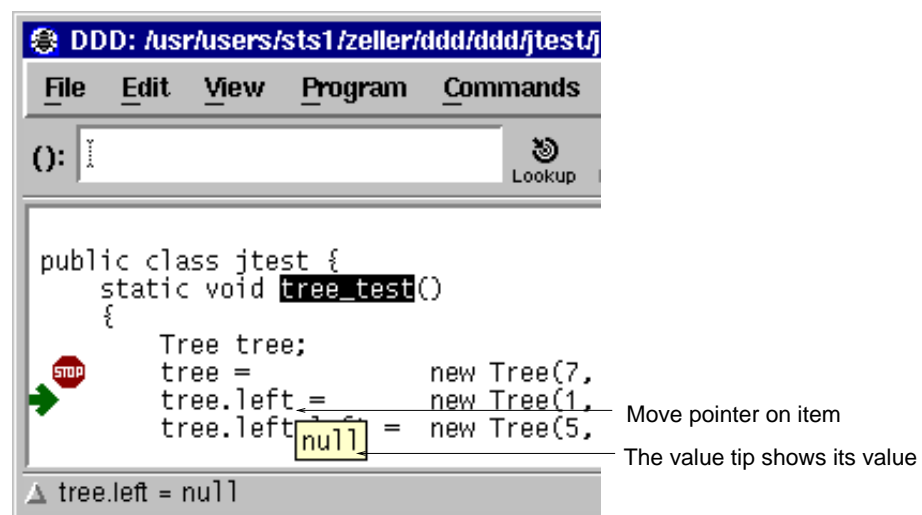 DDD: /usr/users/sts1/zeller/ddd/ddd/jtest/j
File Edit View Program Commands
():
Lookup
public class jtest {
static void tree_test()
{
Tree tree;
STOP
tree = new Tree(7,
tree.left = new Tree(1,
tree.left = new Tree(5,
null
Move pointer on item
The value tip shows its value
tree.left = null